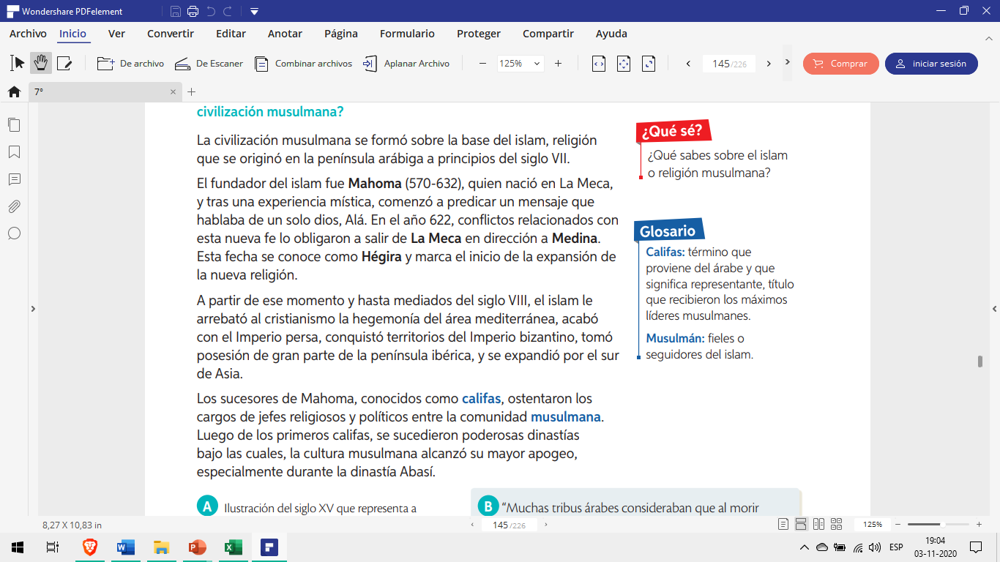 Wondershare PDFelement
Archivo Inicio Ver Convertir Editar Anotar Página Formulario Proteger Compartir Ayuda
De archivo De Escaner Combinar archivos Aplanar Archivo 125% 145 /226 Comprar iniciar sesión
7°
civilización musulmana?
La civilización musulmana se formó sobre la base del islam, religión
que se originó en la península arábiga a principios del siglo VII.
El fundador del islam fue Mahoma (570-632), quien nació en La Meca,
y tras una experiencia mística, comenzó a predicar un mensaje que
hablaba de un solo dios, Alá. En el año 622, conflictos relacionados con
esta nueva fe lo obligaron a salir de La Meca en dirección a Medina.
Esta fecha se conoce como Hégira y marca el inicio de la expansión de
la nueva religión.
A partir de ese momento y hasta mediados del siglo VIII, el islam le
arrebató al cristianismo la hegemonía del área mediterránea, acabó
con el Imperio persa, conquistó territorios del Imperio bizantino, tomó
posesión de gran parte de la península ibérica, y se expandió por el sur
de Asia.
Los sucesores de Mahoma, conocidos como califas, ostentaron los
cargos de jefes religiosos y políticos entre la comunidad musulmana.
Luego de los primeros califas, se sucedieron poderosas dinastías
bajo las cuales, la cultura musulmana alcanzó su mayor apogeo,
especialmente durante la dinastía Abasí.
¿Qué sé?
¿Qué sabes sobre el islam
o religión musulmana?
Glosario
Califas: término que
proviene del árabe y que
significa representante, título
que recibieron los máximos
líderes musulmanes.
Musulmán: fieles o
seguidores del islam.
A Ilustración del siglo XV que representa a
B “Muchas tribus árabes consideraban que al morir
8,27 X 10,83 in 145 /226 125%
ESP
19:04
03-11-2020